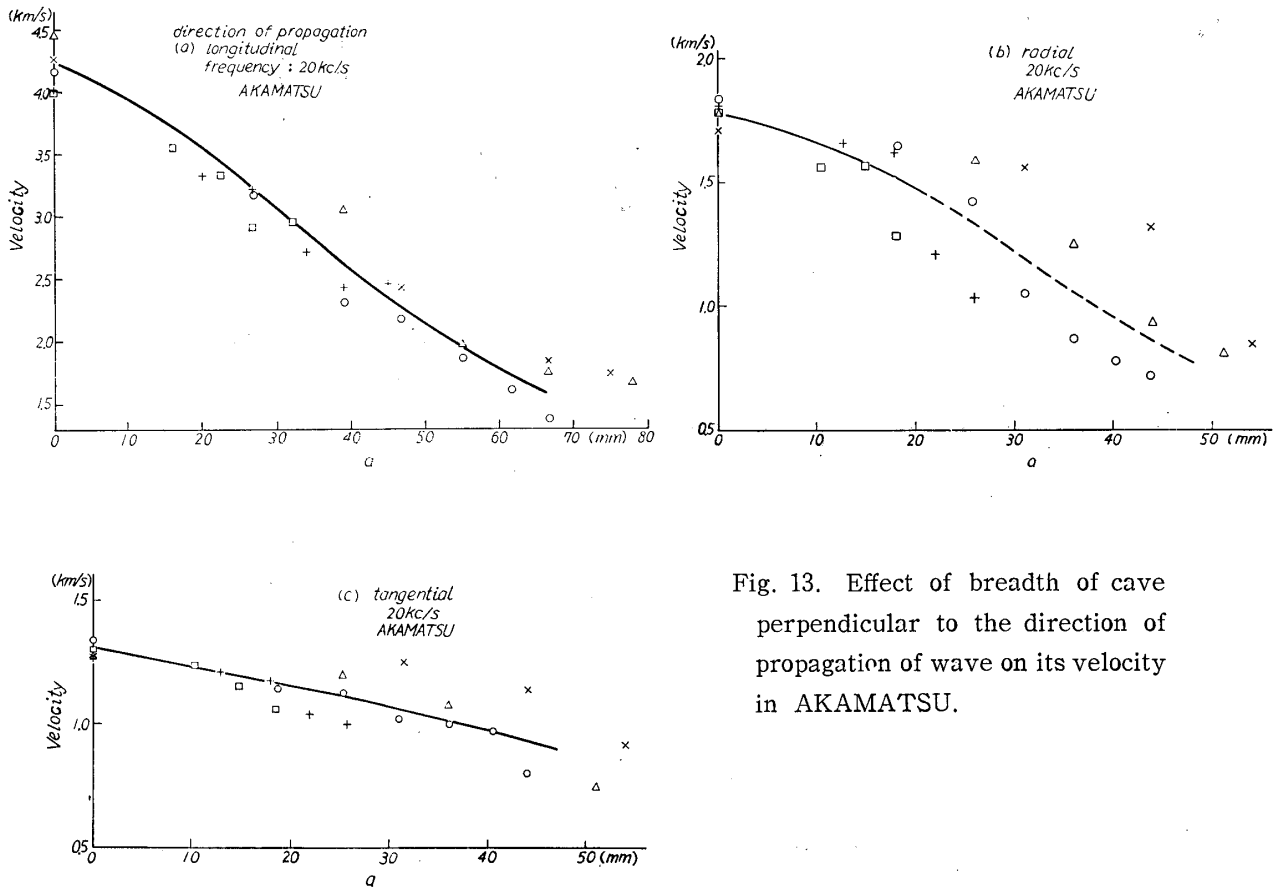 (km/s)
4.5
4.0
3.5
3.0
2.5
2.0
1.5
Velocity
direction of propagation
(a) longitudinal
frequency : 20kc/s
AKAMATSU
0 10 20 30 40 50 60 70 (mm) 80
a
(km/s)
2.0
1.5
1.0
0.5
Velocity
(b) radial
20kc/s
AKAMATSU
0 10 20 30 40 50 (mm)
a
(km/s)
1.5
1.0
0.5
Velocity
(c) tangential
20kc/s
AKAMATSU
0 10 20 30 40 50 (mm)
a
Fig. 13. Effect of breadth of cave
perpendicular to the direction of
propagation of wave on its velocity
in AKAMATSU.